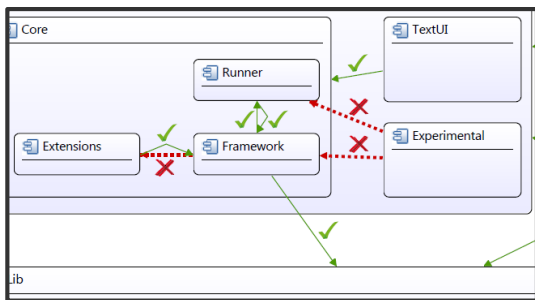 Core
TextUI
Runner
Experimental
Extensions
Framework
Lib